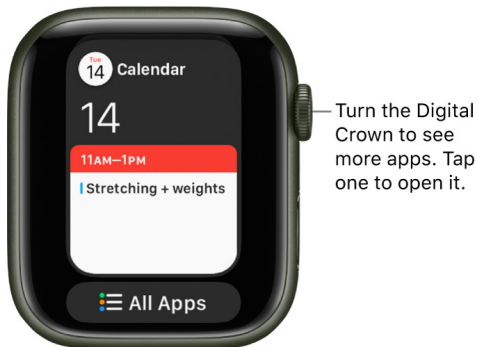 Tue
14 Calendar
14
11AM–1PM
Stretching + weights
All Apps
Turn the Digital
Crown to see
more apps. Tap
one to open it.